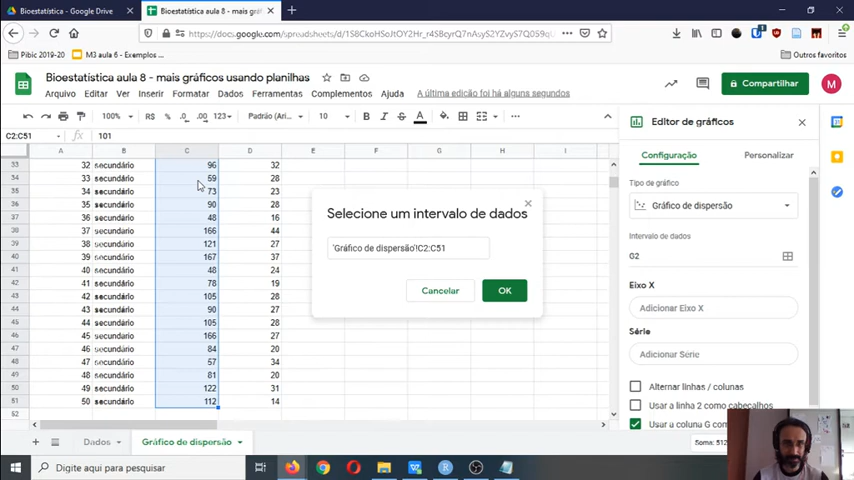 Bioestatística - Google Drive
Bioestatística aula 8 - mais gráf
https://docs.google.com/spreadsheets/d/1S8CkoHSoJtOY2Hr_r4SBcyrQ7nAsyS2YZvyS7Q0mJ
Pibic 2019-20
M3 aula 6 - Exemplos ...
Outros favoritos
Bioestatística aula 8 - mais gráficos usando planilhas
Arquivo Editar Ver Inserir Formatar Dados Ferramentas Complementos Ajuda
A última edição foi há alguns segundos
Compartilhar
M
100% R$ % .0 .00 123 Padrão (Ari... 10 B I S A
C2:C51 fx 101
A B C D E F G H I
33 32 secundário 96 32
34 33 secundário 59 28
35 34 secundário 73 23
36 35 secundário 90 28
37 36 secundário 48 16
38 37 secundário 166 44
39 38 secundário 121 27
40 39 secundário 167 27
41 40 secundário 48 24
42 41 secundário 78 19
43 42 secundário 105 28
44 43 secundário 90 27
45 44 secundário 105 28
46 45 secundário 166 27
47 46 secundário 84 20
48 47 secundário 57 34
49 48 secundário 81 20
50 49 secundário 122 31
51 50 secundário 112 14
52
Selecione um intervalo de dados
'Gráfico de dispersão'!C2:C51
Cancelar OK
Editor de gráficos
Configuração Personalizar
Tipo de gráfico
Gráfico de dispersão
Intervalo de dados
G2
Eixo X
Adicionar Eixo X
Série
Adicionar Série
Alternar linhas / colunas
Usar a linha 2 como cabeçalhos
Usar a coluna G com
Dados Gráfico de dispersão
Soma: 512
Digite aqui para pesquisar